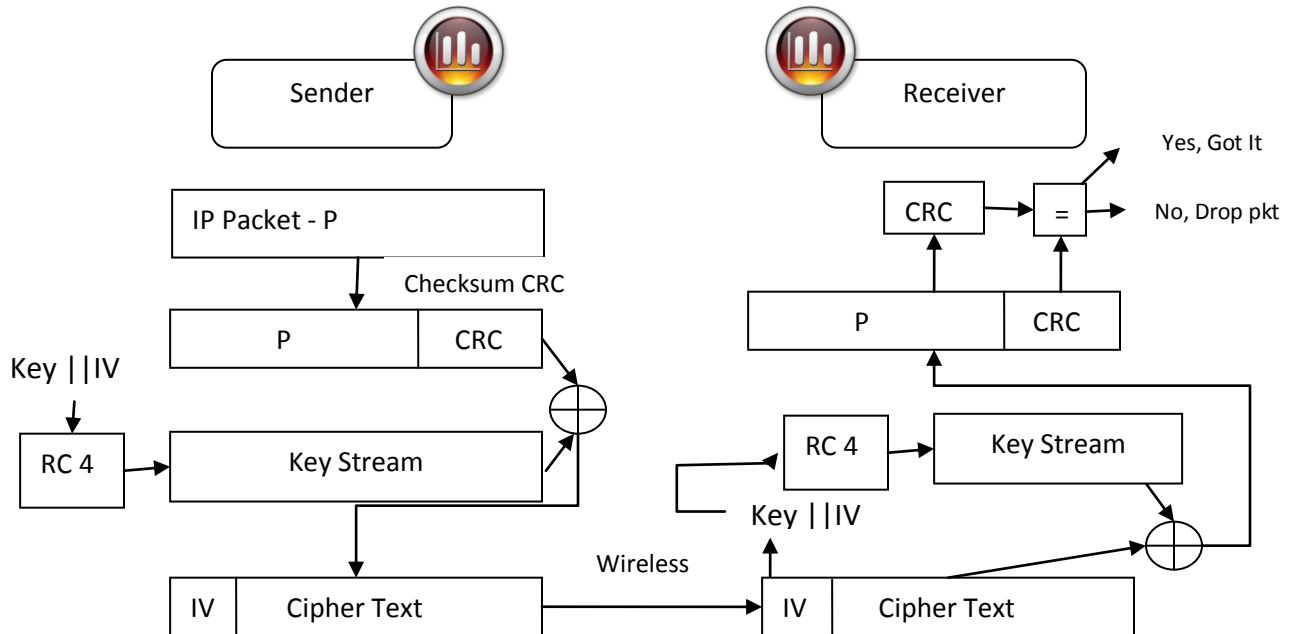 Sender
IP Packet - P
Checksum CRC
P
CRC
Key ||IV
RC 4
Key Stream
IV
Cipher Text
Wireless
Receiver
Yes, Got It
No, Drop pkt
CRC
=
P
CRC
RC 4
Key Stream
Key ||IV
IV
Cipher Text